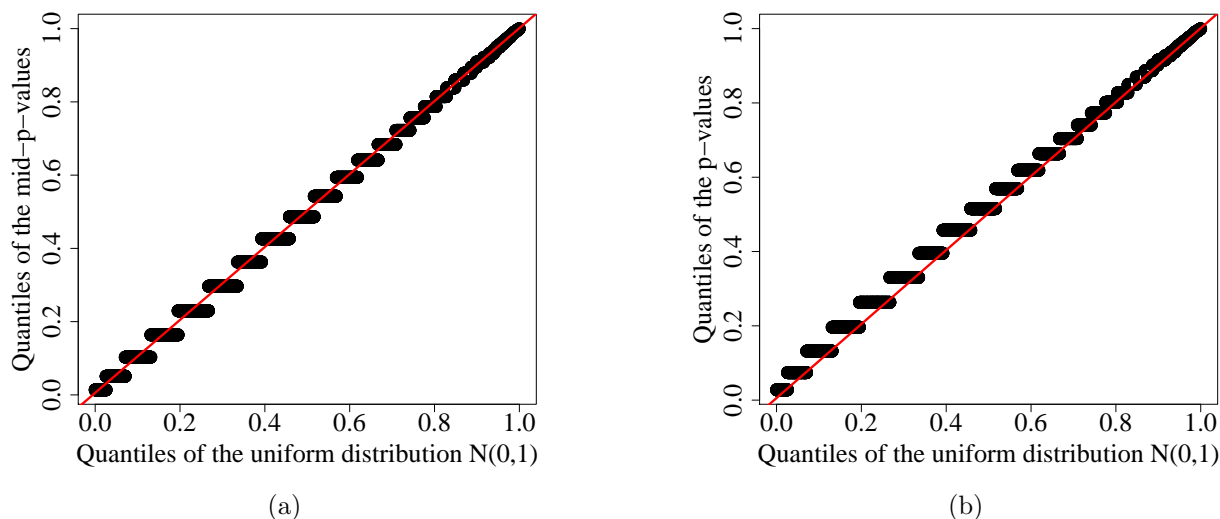 Quantiles of the mid−p−values
1.0
0.8
0.6
0.4
0.2
0.0
0.0 0.2 0.4 0.6 0.8 1.0
Quantiles of the uniform distribution N(0,1)
(a)
Quantiles of the p−values
1.0
0.8
0.6
0.4
0.2
0.0
0.0 0.2 0.4 0.6 0.8 1.0
Quantiles of the uniform distribution N(0,1)
(b)